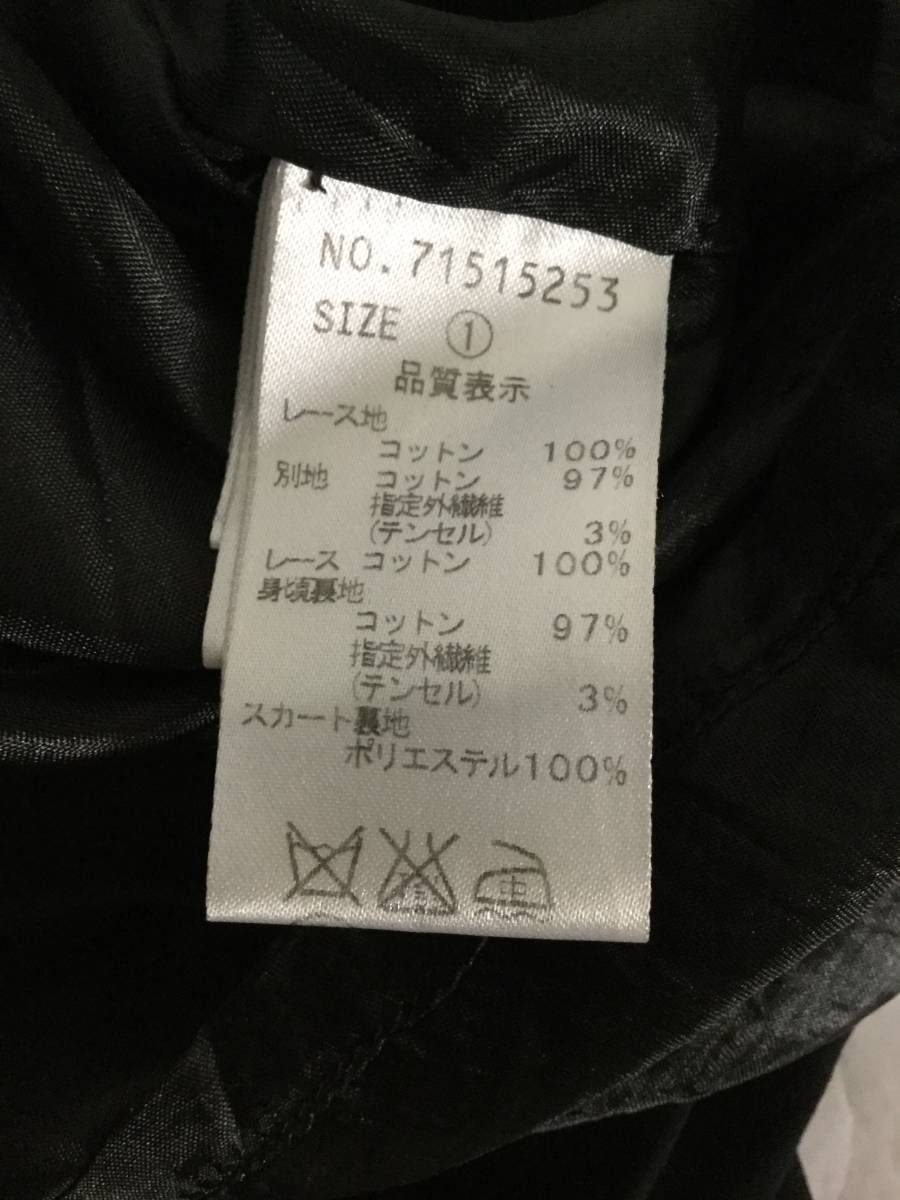 NO. 71515253
SIZE ①
品質表示
レース地
コットン 100%
別地 コットン 97%
指定外繊維
(テンセル) 3%
レース コットン 100%
身頃裏地
コットン 97%
指定外繊維
(テンセル) 3%
スカート裏地
ポリエステル100%
中